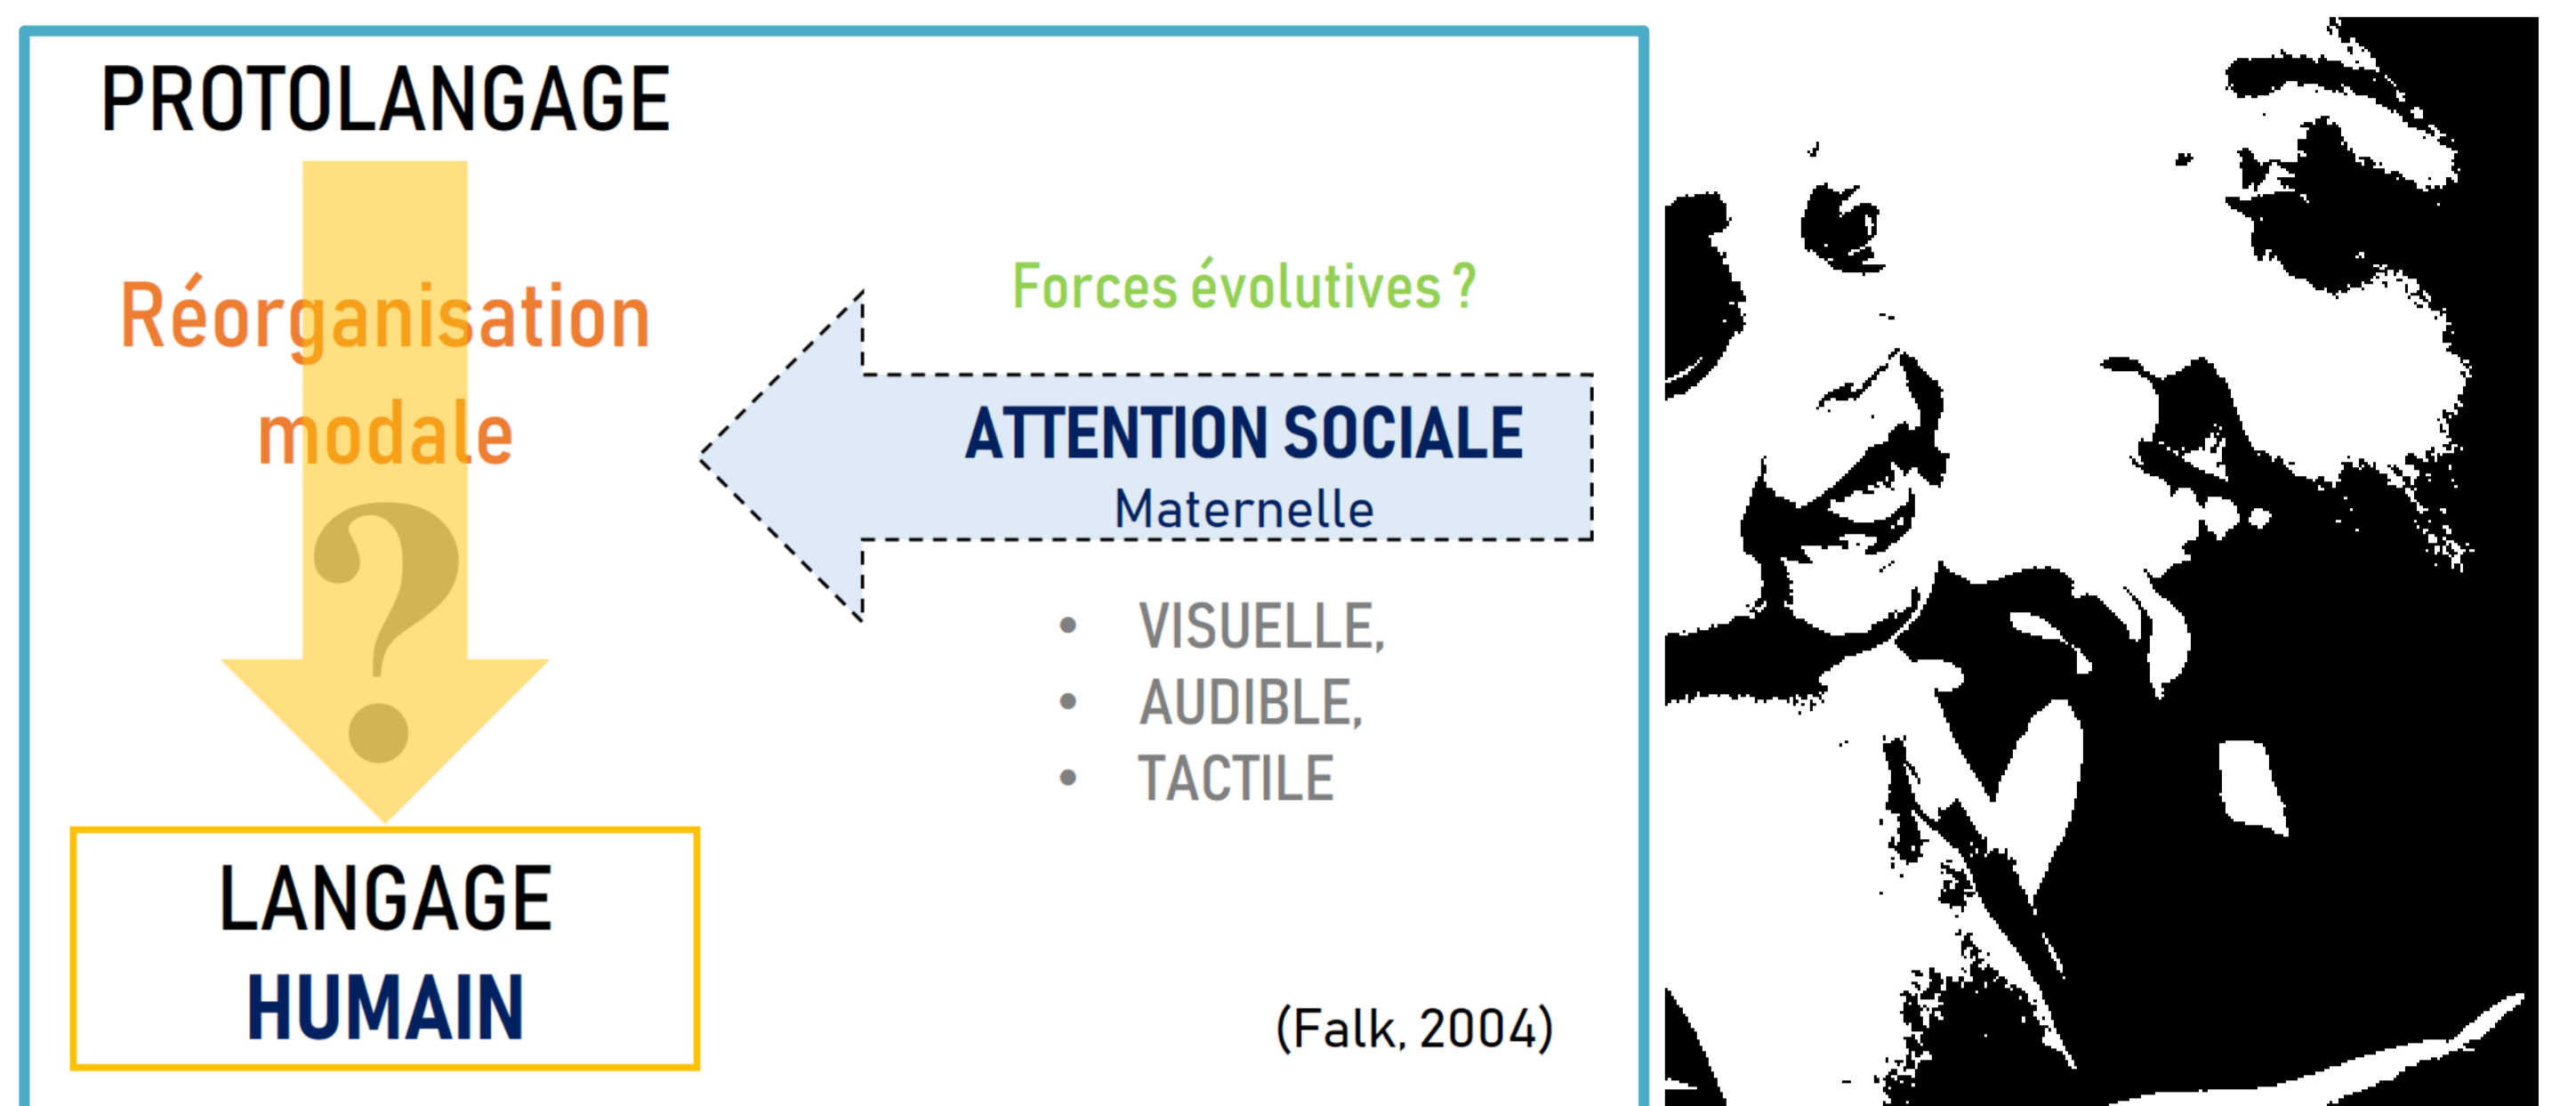 PROTOLANGAGE
Réorganisation
modale
?
LANGAGE
HUMAIN
Forces évolutives ?
ATTENTION SOCIALE
Maternelle
• VISUELLE,
• AUDIBLE,
• TACTILE
(Falk, 2004)